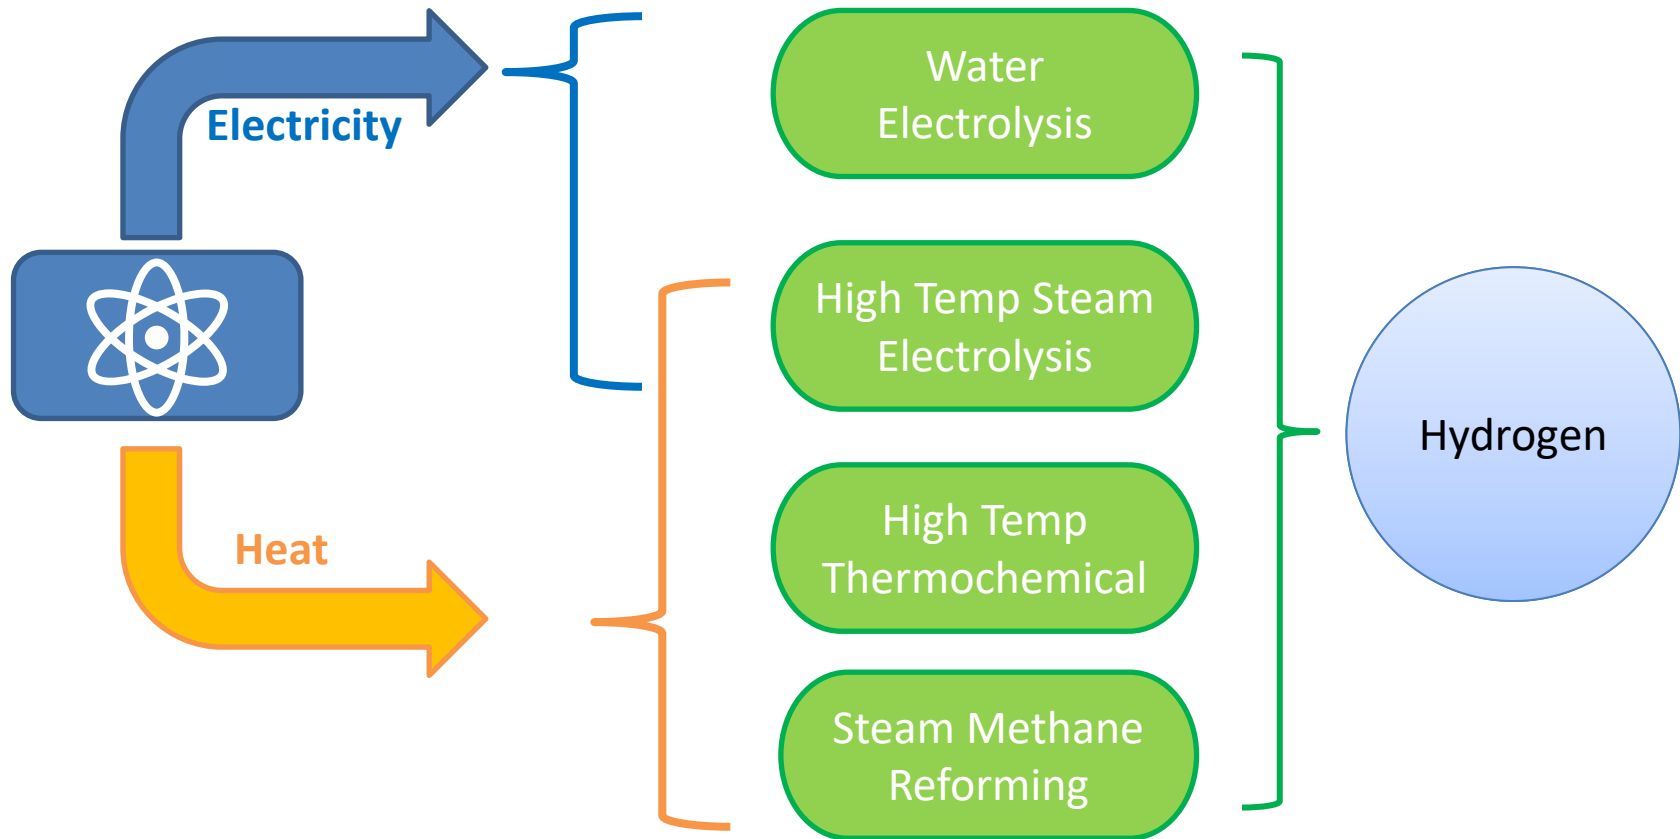 Electricity
Heat
Water
Electrolysis
High Temp Steam
Electrolysis
High Temp
Thermochemical
Steam Methane
Reforming
Hydrogen